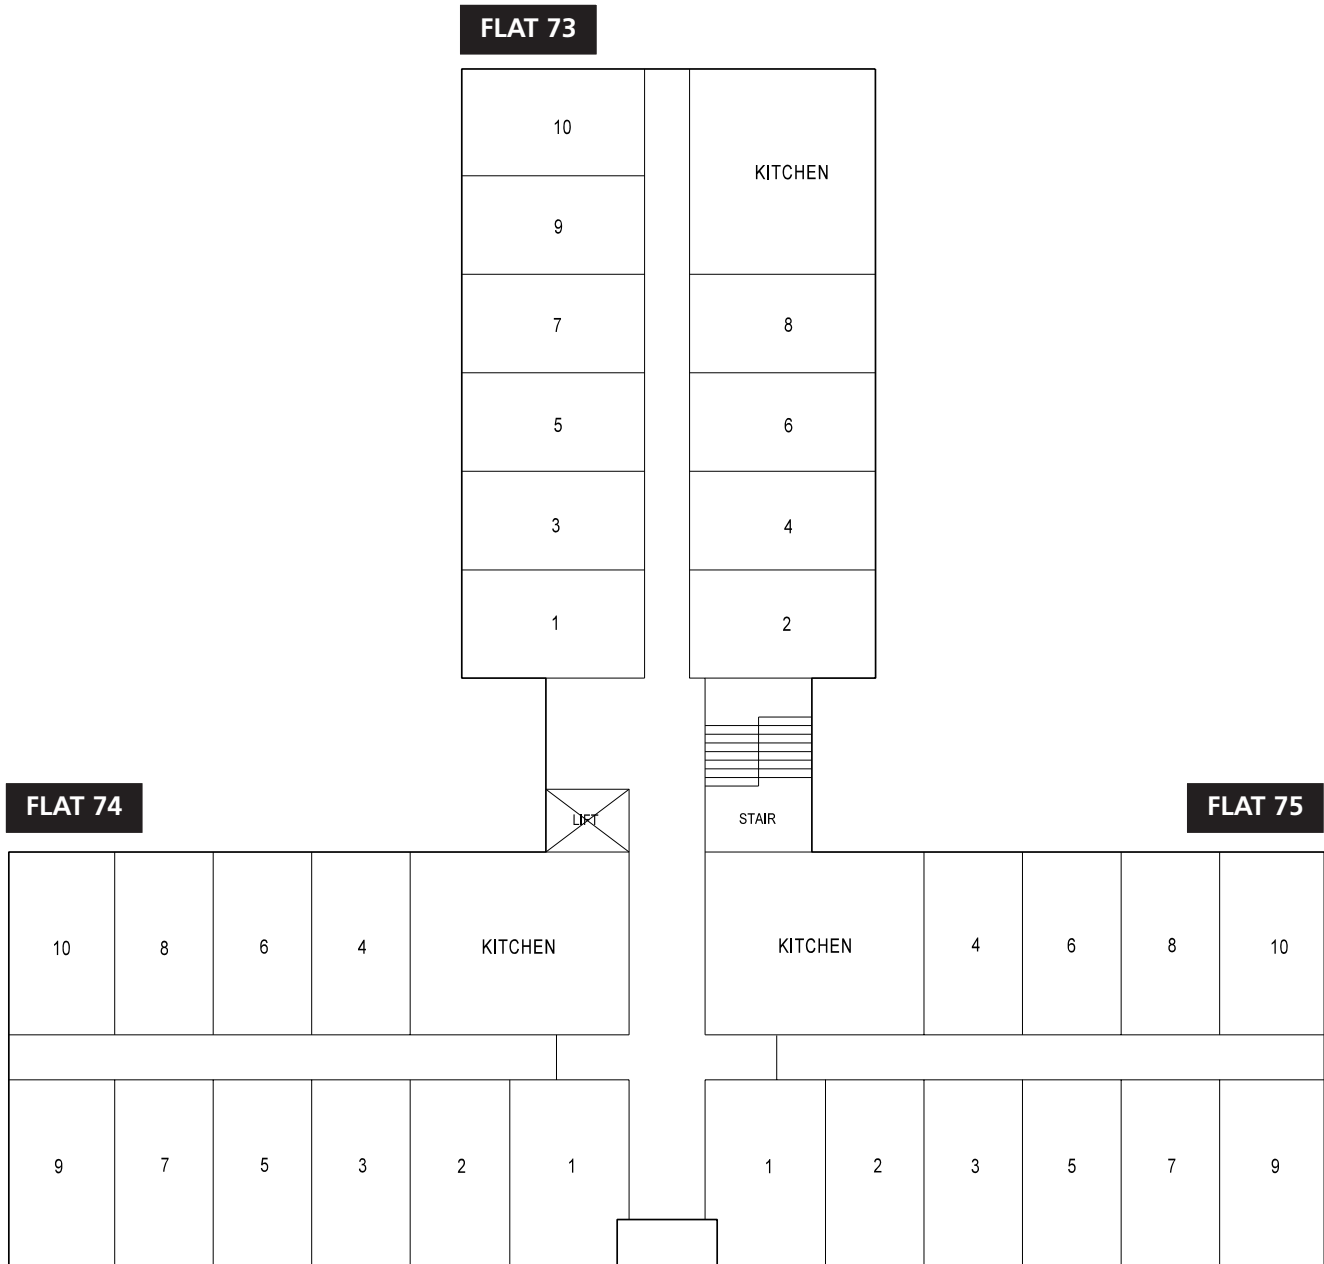 FLAT 73
10
KITCHEN
9
7
8
5
6
3
4
1
2
FLAT 74
FLAT 75
LIFT
STAIR
10 8 6 4 KITCHEN KITCHEN 4 6 8 10
9 7 5 3 2 1 1 2 3 5 7 9